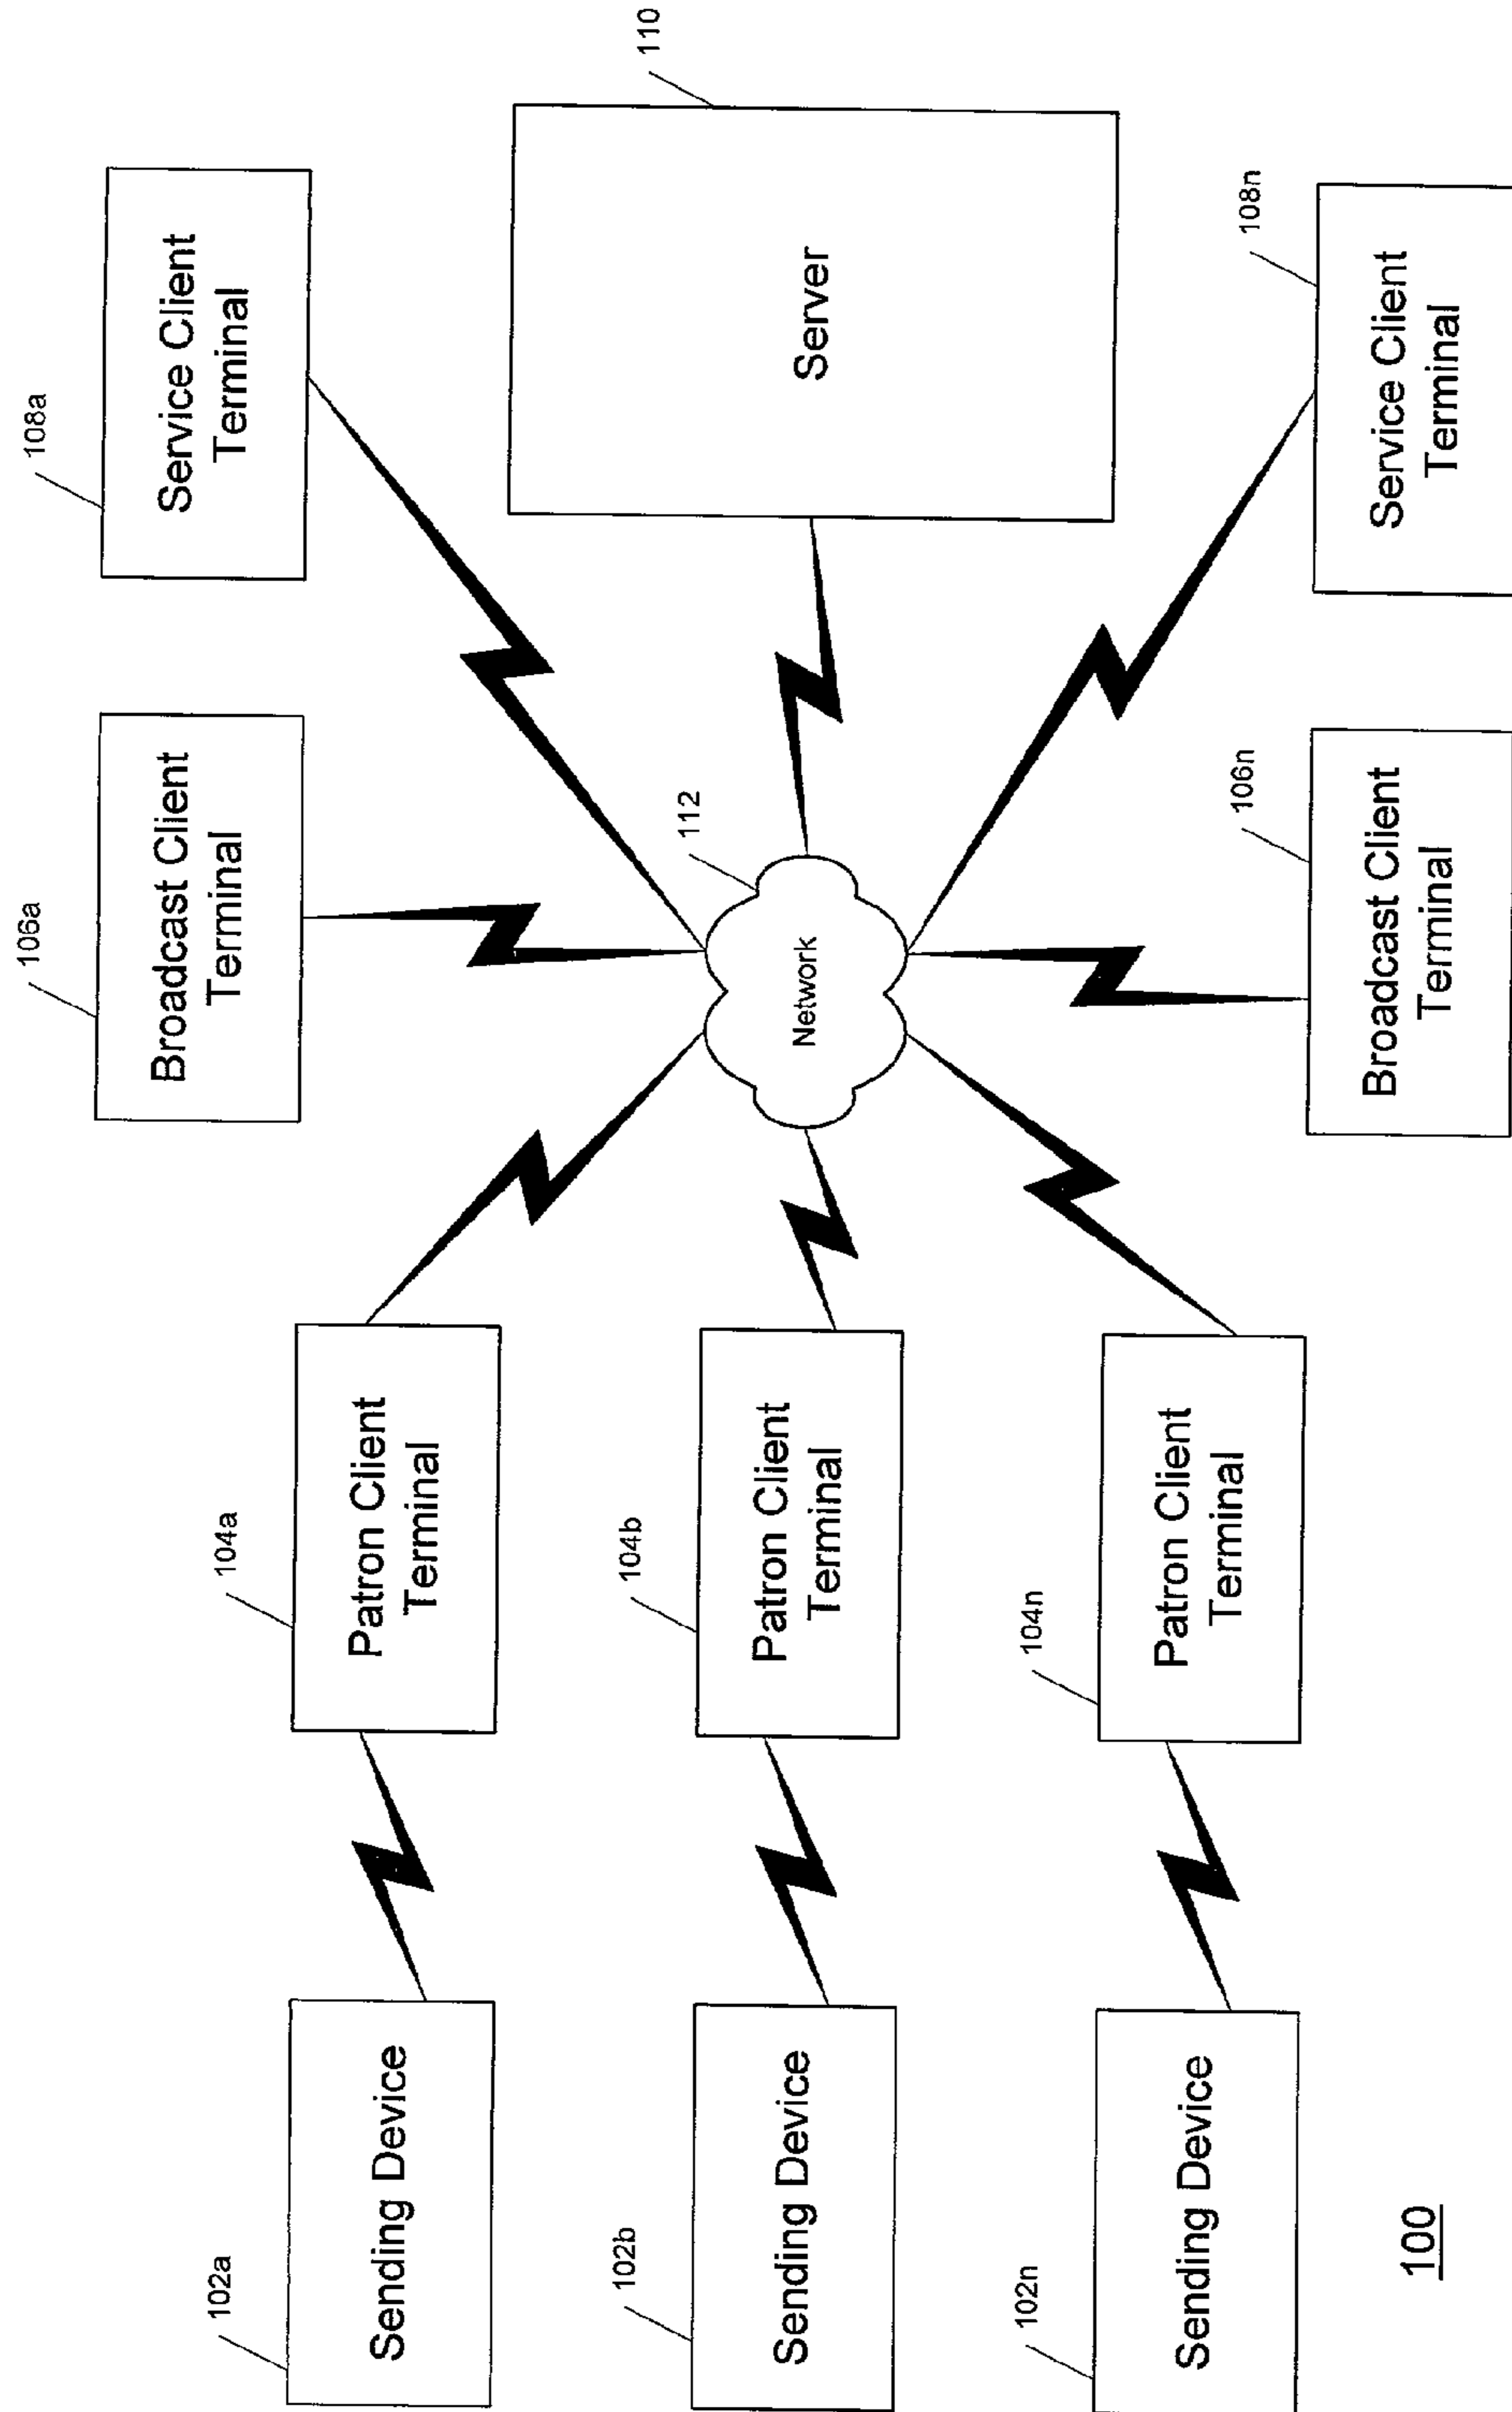 102a
Sending Device
104a
Patron Client
Terminal
106a
Broadcast Client
Terminal
108a
Service Client
Terminal
102b
Sending Device
104b
Patron Client
Terminal
112
Network
110
Server
102n
Sending Device
104n
Patron Client
Terminal
106n
Broadcast Client
Terminal
108n
Service Client
Terminal
100